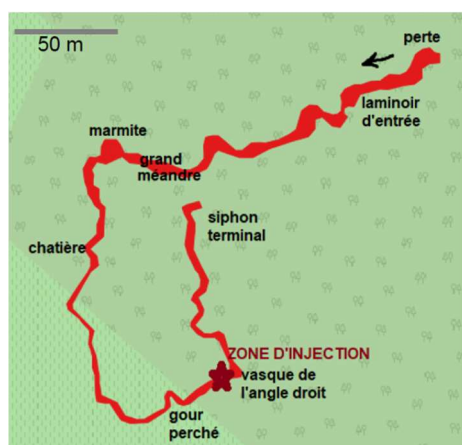 50 m
perte
laminoir
d'entrée
marmite
grand
méandre
siphon
terminal
chatière
ZONE D'INJECTION
vasque de
l'angle droit
gour
perché